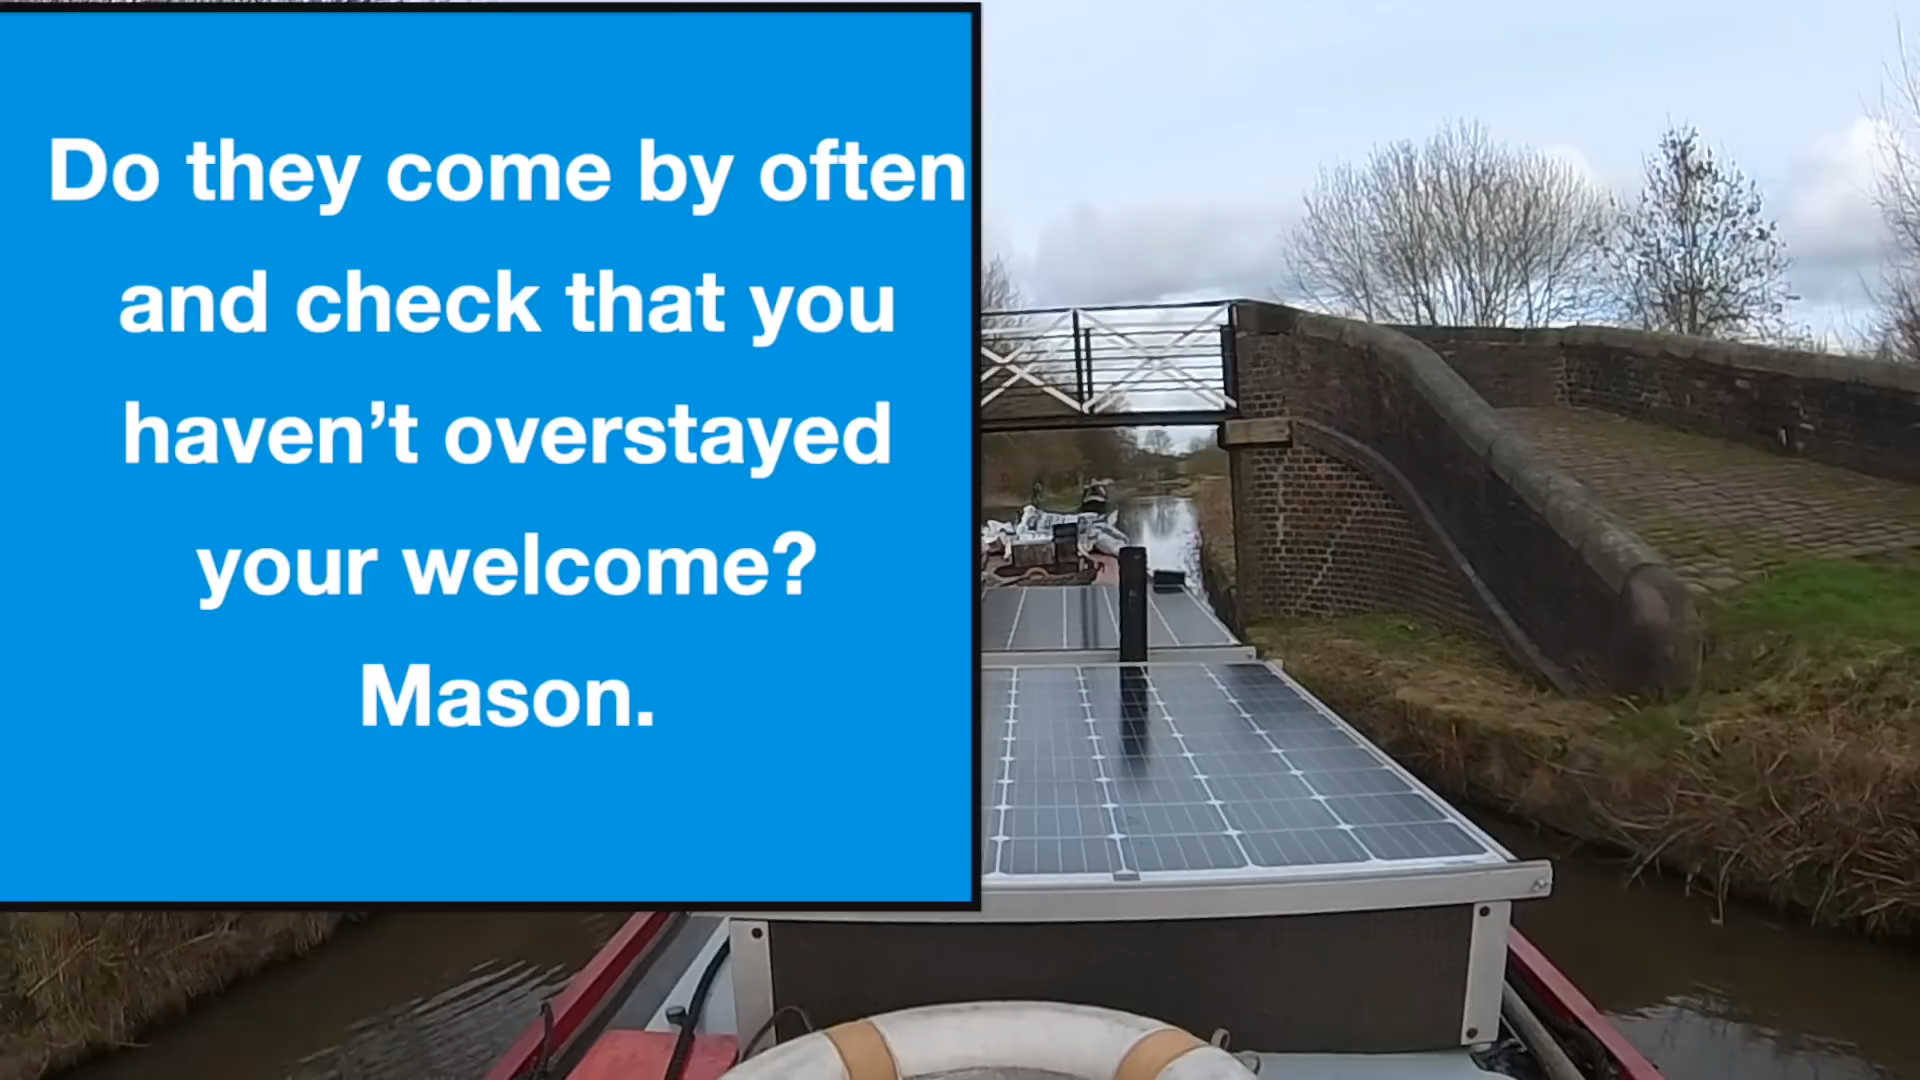 Do they come by often
and check that you
haven’t overstayed
your welcome?
Mason.